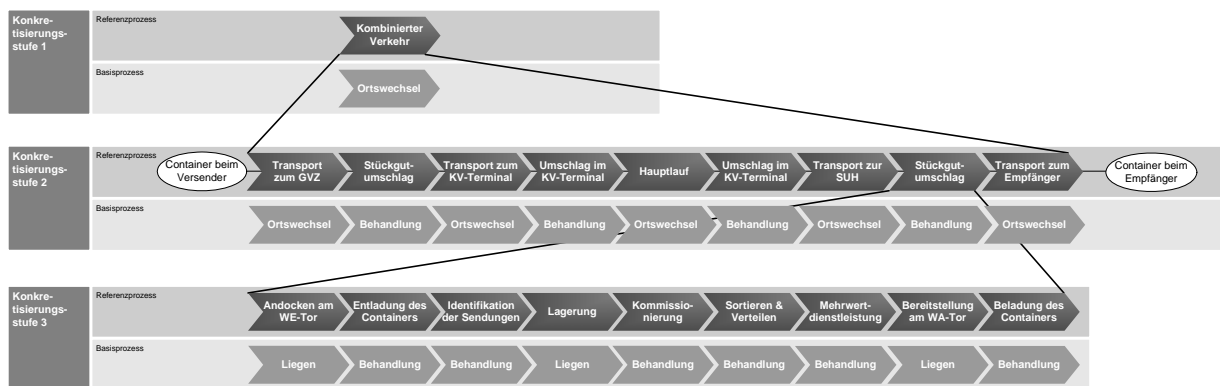 Konkre-
tisierungs-
stufe 1
Referenzprozess
Kombinierter
Verkehr
Basisprozess
Ortswechsel
Konkre-
tisierungs-
stufe 2
Referenzprozess
Container beim
Versender
Transport
zum GVZ
Stückgut-
umschlag
Transport zum
KV-Terminal
Umschlag im
KV-Terminal
Hauptlauf
Umschlag im
KV-Terminal
Transport zur
SUH
Stückgut-
umschlag
Transport zum
Empfänger
Container beim
Empfänger
Basisprozess
Ortswechsel
Behandlung
Ortswechsel
Behandlung
Ortswechsel
Behandlung
Ortswechsel
Behandlung
Ortswechsel
Konkre-
tisierungs-
stufe 3
Referenzprozess
Andocken am
WE-Tor
Entladung des
Containers
Identifikation
der Sendungen
Lagerung
Kommissio-
nierung
Sortieren &
Verteilen
Mehrwert-
dienstleistung
Bereitstellung
am WA-Tor
Beladung des
Containers
Basisprozess
Liegen
Behandlung
Behandlung
Liegen
Behandlung
Behandlung
Behandlung
Liegen
Behandlung